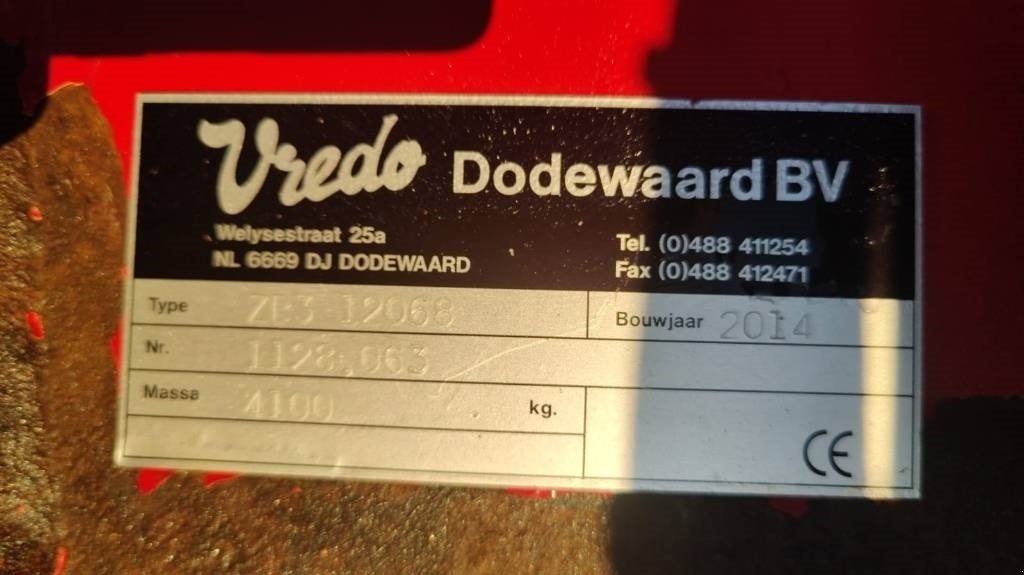 Vredo Dodewaard BV
Welysestraat 25a Tel. (0)488 411254
NL 6669 DJ DODEWAARD Fax (0)488 412471
Type ZB3 12068 Bouwjaar 2014
Nr. 1128.063
Massa 4100 kg.
CE